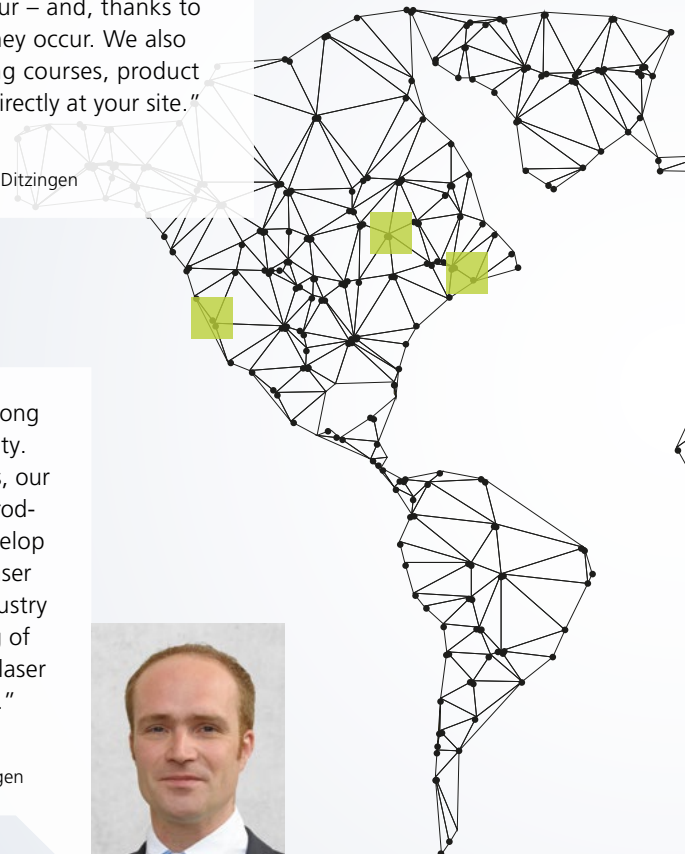 ur – and, thanks to
ney occur. We also
g courses, product
irectly at your site."
Ditzingen
ong
ty.
s, our
rod-
elop
ser
ustry
g of
laser
."
gen